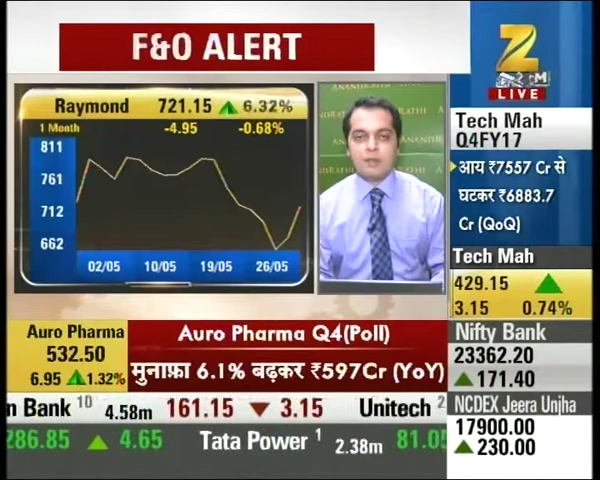 F&O ALERT
LIVE
Raymond 721.15 6.32%
1 Month -4.95 -0.68%
811
761
712
662
02/05 10/05 19/05 26/05
ANANDRATHI
Tech Mah
Q4FY17
आय ₹7557 Cr से
घटकर ₹6883.7
Cr (QoQ)
Tech Mah
429.15
3.15 0.74%
Auro Pharma
532.50
6.95 1.32%
Auro Pharma Q4(Poll)
मुनाफ़ा 6.1% बढ़कर ₹597Cr (YoY)
Nifty Bank
23362.20
171.40
NCDEX Jeera Unjha
17900.00
230.00
n Bank 10 4.58m 161.15 3.15 Unitech 2
286.85 4.65 Tata Power 1 2.38m 81.05